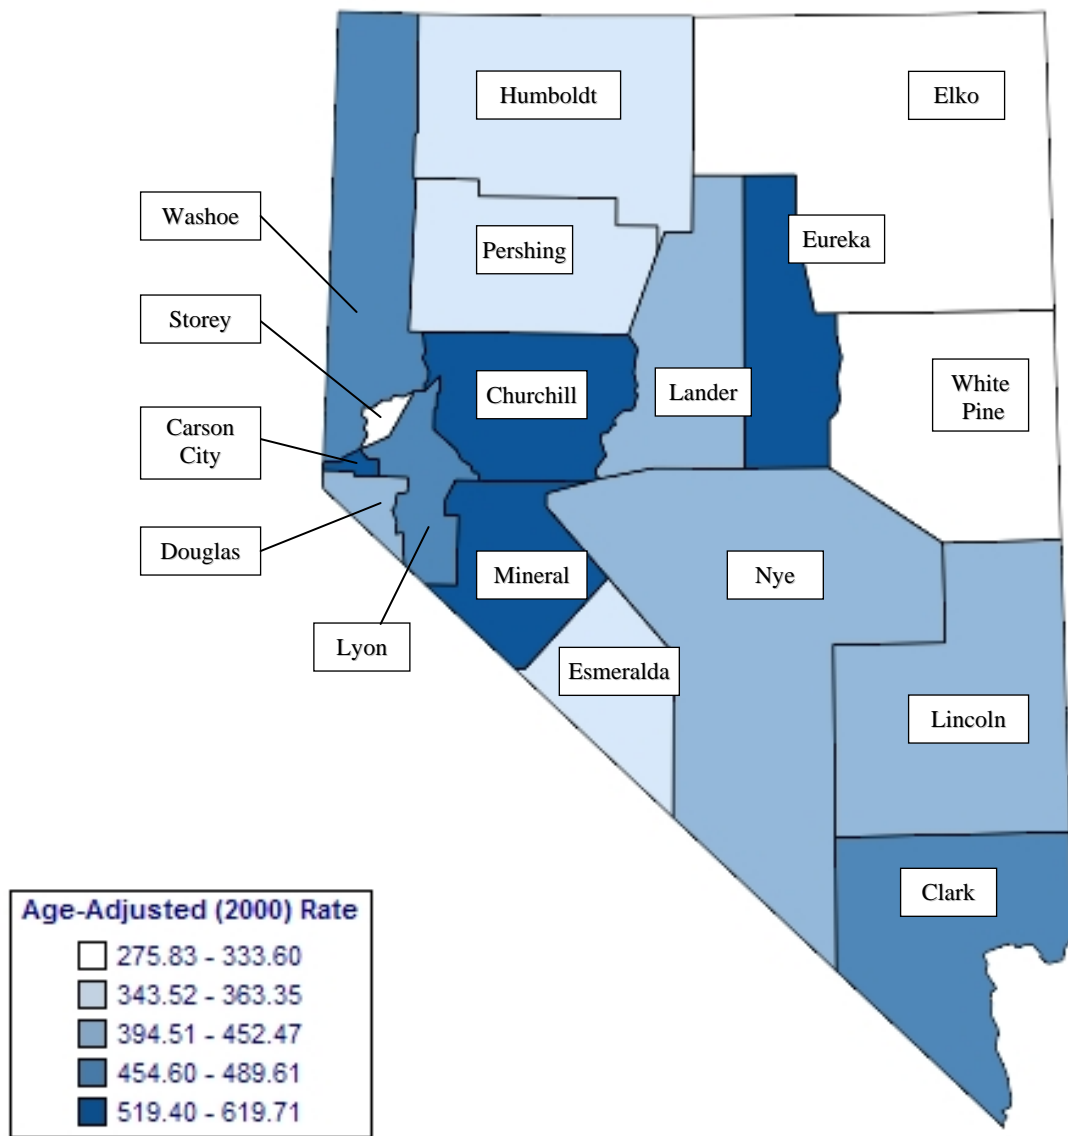 Humboldt
Elko
Washoe
Eureka
Pershing
Storey
Churchill
Lander
White
Pine
Carson
City
Douglas
Mineral
Nye
Lyon
Esmeralda
Lincoln
Clark
Age-Adjusted (2000) Rate
275.83 - 333.60
343.52 - 363.35
394.51 - 452.47
454.60 - 489.61
519.40 - 619.71